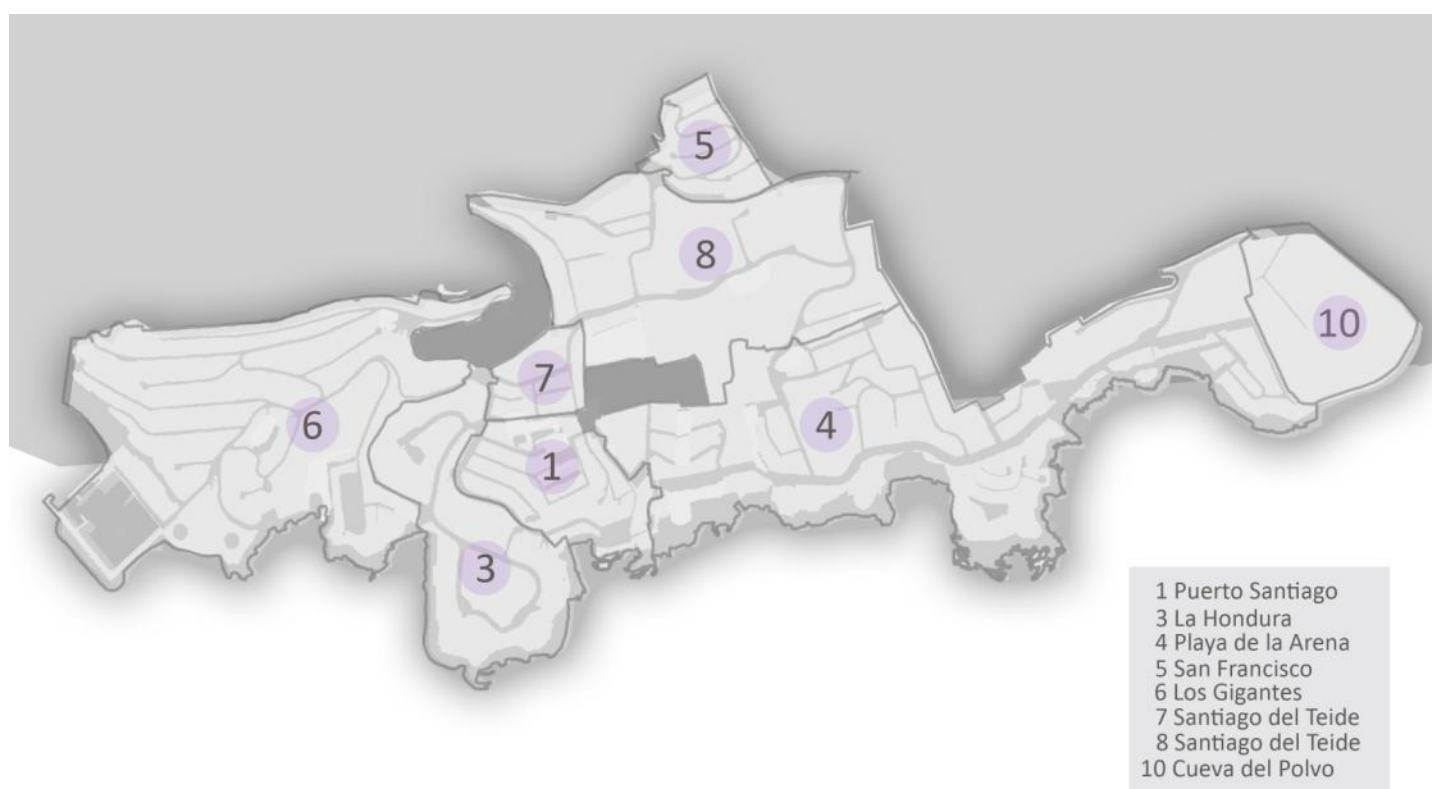 5
8
10
7
6
4
1
3
1 Puerto Santiago
3 La Hondura
4 Playa de la Arena
5 San Francisco
6 Los Gigantes
7 Santiago del Teide
8 Santiago del Teide
10 Cueva del Polvo